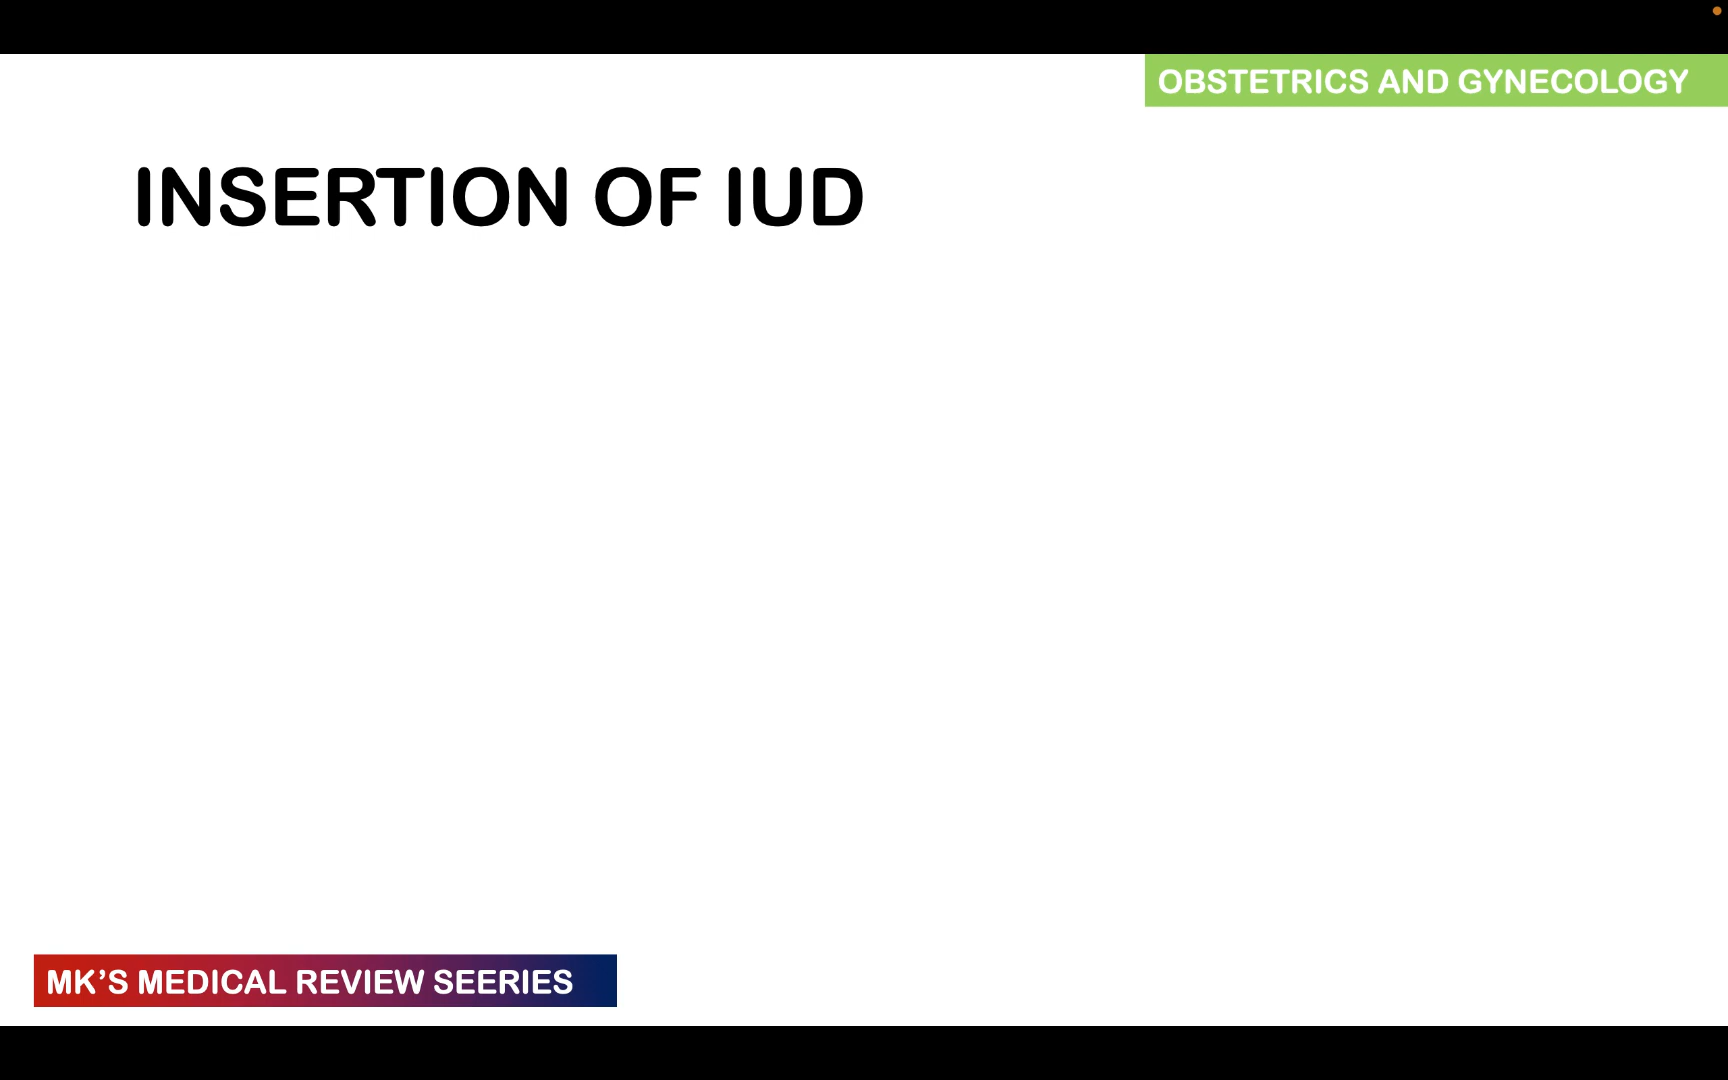 OBSTETRICS AND GYNECOLOGY
INSERTION OF IUD
MK’S MEDICAL REVIEW SEERIES